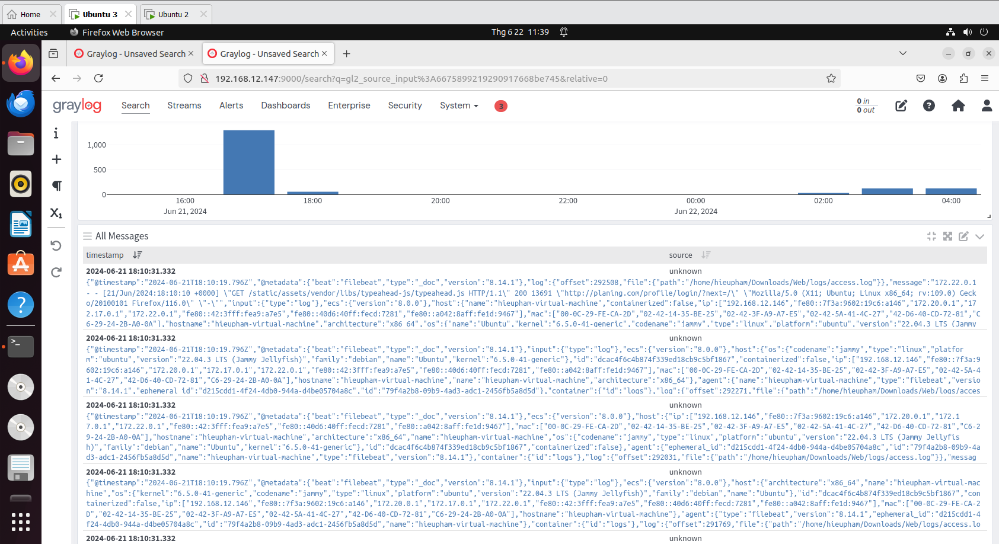 Home
Ubuntu 3
Ubuntu 2
Activities
Firefox Web Browser
Thg 6 22 11:39
Graylog - Unsaved Search
Graylog - Unsaved Search
192.168.12.147:9000/search?q=gl2_source_input%3A6675899219290917668be745&relative=0
graylog
Search
Streams
Alerts
Dashboards
Enterprise
Security
System
3
0 in
0 out
1,000
500
0
16:00
18:00
20:00
22:00
00:00
02:00
04:00
Jun 21, 2024
Jun 22, 2024
All Messages
timestamp
source
2024-06-21 18:10:31.332
unknown
{"@timestamp":"2024-06-21T18:10:19.796Z","@metadata":{"beat":"filebeat","type":"_doc","version":"8.14.1"},"log":{"offset":292508,"file":{"path":"/home/hieupham/Downloads/Web/logs/access.log"}},"message":"172.22.0.1
- - [21/Jun/2024:18:10:10 +0000] \"GET /static/assets/vendor/libs/typeahead-js/typeahead.js HTTP/1.1\" 200 13691 \"http://planing.com/profile/login/?next=/\" \"Mozilla/5.0 (X11; Ubuntu; Linux x86_64; rv:109.0) Geck
o/20100101 Firefox/116.0\" \"-\"","input":{"type":"log"},"ecs":{"version":"8.0.0"},"host":{"name":"hieupham-virtual-machine","containerized":false,"ip":["192.168.12.146","fe80::7f3a:9602:19c6:a146","172.20.0.1","17
2.17.0.1","172.22.0.1","fe80::42:3fff:fea9:a7e5","fe80::40d6:40ff:fecd:7281","fe80::a042:8aff:fe1d:9467"],"mac":["00-0C-29-FE-CA-2D","02-42-14-35-BE-25","02-42-3F-A9-A7-E5","02-42-5A-41-4C-27","42-D6-40-CD-72-81","C
6-29-24-2B-A0-0A"],"hostname":"hieupham-virtual-machine","architecture":"x86_64","os":{"name":"Ubuntu","kernel":"6.5.0-41-generic","codename":"jammy","type":"linux","platform":"ubuntu","version":"22.04.3 LTS (Jammy
2024-06-21 18:10:31.332
unknown
{"@timestamp":"2024-06-21T18:10:19.796Z","@metadata":{"beat":"filebeat","type":"_doc","version":"8.14.1"},"input":{"type":"log"},"ecs":{"version":"8.0.0"},"host":{"os":{"codename":"jammy","type":"linux","platfor
m":"ubuntu","version":"22.04.3 LTS (Jammy Jellyfish)","family":"debian","name":"Ubuntu","kernel":"6.5.0-41-generic"},"id":"dcac4f6c4b874f339ed18cb9c5bf1867","containerized":false,"ip":["192.168.12.146","fe80::7f3a:9
602:19c6:a146","172.20.0.1","172.17.0.1","172.22.0.1","fe80::42:3fff:fea9:a7e5","fe80::40d6:40ff:fecd:7281","fe80::a042:8aff:fe1d:9467"],"mac":["00-0C-29-FE-CA-2D","02-42-14-35-BE-25","02-42-3F-A9-A7-E5","02-42-5A-4
1-4C-27","42-D6-40-CD-72-81","C6-29-24-2B-A0-0A"],"hostname":"hieupham-virtual-machine","name":"hieupham-virtual-machine","architecture":"x86_64"},"agent":{"name":"hieupham-virtual-machine","type":"filebeat","versio
n":"8.14.1","ephemeral_id":"d215cdd1-4f24-4db0-944a-d4be05704a8c","id":"79f4a2b8-09b9-4ad3-adc1-2456fb5a8d5d"},"container":{"id":"logs"},"log":{"offset":292271,"file":{"path":"/home/hieupham/Downloads/Web/logs/acces
2024-06-21 18:10:31.332
unknown
{"@timestamp":"2024-06-21T18:10:19.796Z","@metadata":{"beat":"filebeat","type":"_doc","version":"8.14.1"},"ecs":{"version":"8.0.0"},"host":{"ip":["192.168.12.146","fe80::7f3a:9602:19c6:a146","172.20.0.1","172.1
7.0.1","172.22.0.1","fe80::42:3fff:fea9:a7e5","fe80::40d6:40ff:fecd:7281","fe80::a042:8aff:fe1d:9467"],"mac":["00-0C-29-FE-CA-2D","02-42-14-35-BE-25","02-42-3F-A9-A7-E5","02-42-5A-41-4C-27","42-D6-40-CD-72-81","C6-2
9-24-2B-A0-0A"],"hostname":"hieupham-virtual-machine","architecture":"x86_64","name":"hieupham-virtual-machine","os":{"codename":"jammy","type":"linux","platform":"ubuntu","version":"22.04.3 LTS (Jammy Jellyfis
h)","family":"debian","name":"Ubuntu","kernel":"6.5.0-41-generic"},"id":"dcac4f6c4b874f339ed18cb9c5bf1867","containerized":false},"agent":{"ephemeral_id":"d215cdd1-4f24-4db0-944a-d4be05704a8c","id":"79f4a2b8-09b9-4a
d3-adc1-2456fb5a8d5d","name":"hieupham-virtual-machine","type":"filebeat","version":"8.14.1"},"container":{"id":"logs"},"log":{"offset":292031,"file":{"path":"/home/hieupham/Downloads/Web/logs/access.log"}},"messag
2024-06-21 18:10:31.332
unknown
{"@timestamp":"2024-06-21T18:10:19.796Z","@metadata":{"beat":"filebeat","type":"_doc","version":"8.14.1"},"input":{"type":"log"},"ecs":{"version":"8.0.0"},"host":{"architecture":"x86_64","name":"hieupham-virtual-mac
hine","os":{"kernel":"6.5.0-41-generic","codename":"jammy","type":"linux","platform":"ubuntu","version":"22.04.3 LTS (Jammy Jellyfish)","family":"debian","name":"Ubuntu"},"id":"dcac4f6c4b874f339ed18cb9c5bf1867","con
tainerized":false,"ip":["192.168.12.146","fe80::7f3a:9602:19c6:a146","172.20.0.1","172.17.0.1","172.22.0.1","fe80::42:3fff:fea9:a7e5","fe80::40d6:40ff:fecd:7281","fe80::a042:8aff:fe1d:9467"],"mac":["00-0C-29-FE-CA-2
D","02-42-14-35-BE-25","02-42-3F-A9-A7-E5","02-42-5A-41-4C-27","42-D6-40-CD-72-81","C6-29-24-2B-A0-0A"],"hostname":"hieupham-virtual-machine"},"agent":{"type":"filebeat","version":"8.14.1","ephemeral_id":"d215cdd1-4
f24-4db0-944a-d4be05704a8c","id":"79f4a2b8-09b9-4ad3-adc1-2456fb5a8d5d","name":"hieupham-virtual-machine"},"container":{"id":"logs"},"log":{"offset":291769,"file":{"path":"/home/hieupham/Downloads/Web/logs/access.lo
2024-06-21 18:10:31.332
unknown